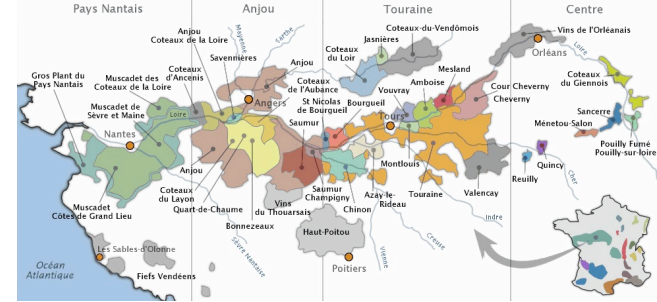 Pays Nantais
Anjou
Touraine
Centre
Anjou
Coteaux
de la Loire
Mayenne
Sarthe
Savennières
Anjou
Coteaux
de l'Aubance
Coteaux
d'Ancenis
Muscadet des
Coteaux de la Loire
Gros Plant du
Pays Nantais
Muscadet de
Sèvre et Maine
Nantes
Loire
Angers
St Nicolas
de Bourgueil
Bourgueil
Saumur
Coteaux
du Loir
Jasnières
Coteaux-du-Vendômois
Vouvray
Amboise
Mesland
Tours
Cour Cheverny
Cheverny
Vins de l'Orléanais
Orléans
Loire
Coteaux
du Giennois
Sancerre
Ménetou-Salon
Pouilly Fumé
Pouilly-sur-loire
Quincy
Reuilly
Cher
Montlouis
Valencay
Touraine
Azay-le-
Rideau
Chinon
Saumur
Champigny
Indre
Creuse
Vienne
Anjou
Coteaux
du Layon
Quart-de-Chaume
Bonnezeaux
Vins
du Thouarsais
Haut-Poitou
Poitiers
Sèvre Nantaise
Muscadet
Côtes de Grand Lieu
Les Sables-d'Olonne
Fiefs Vendéens
Océan
Atlantique